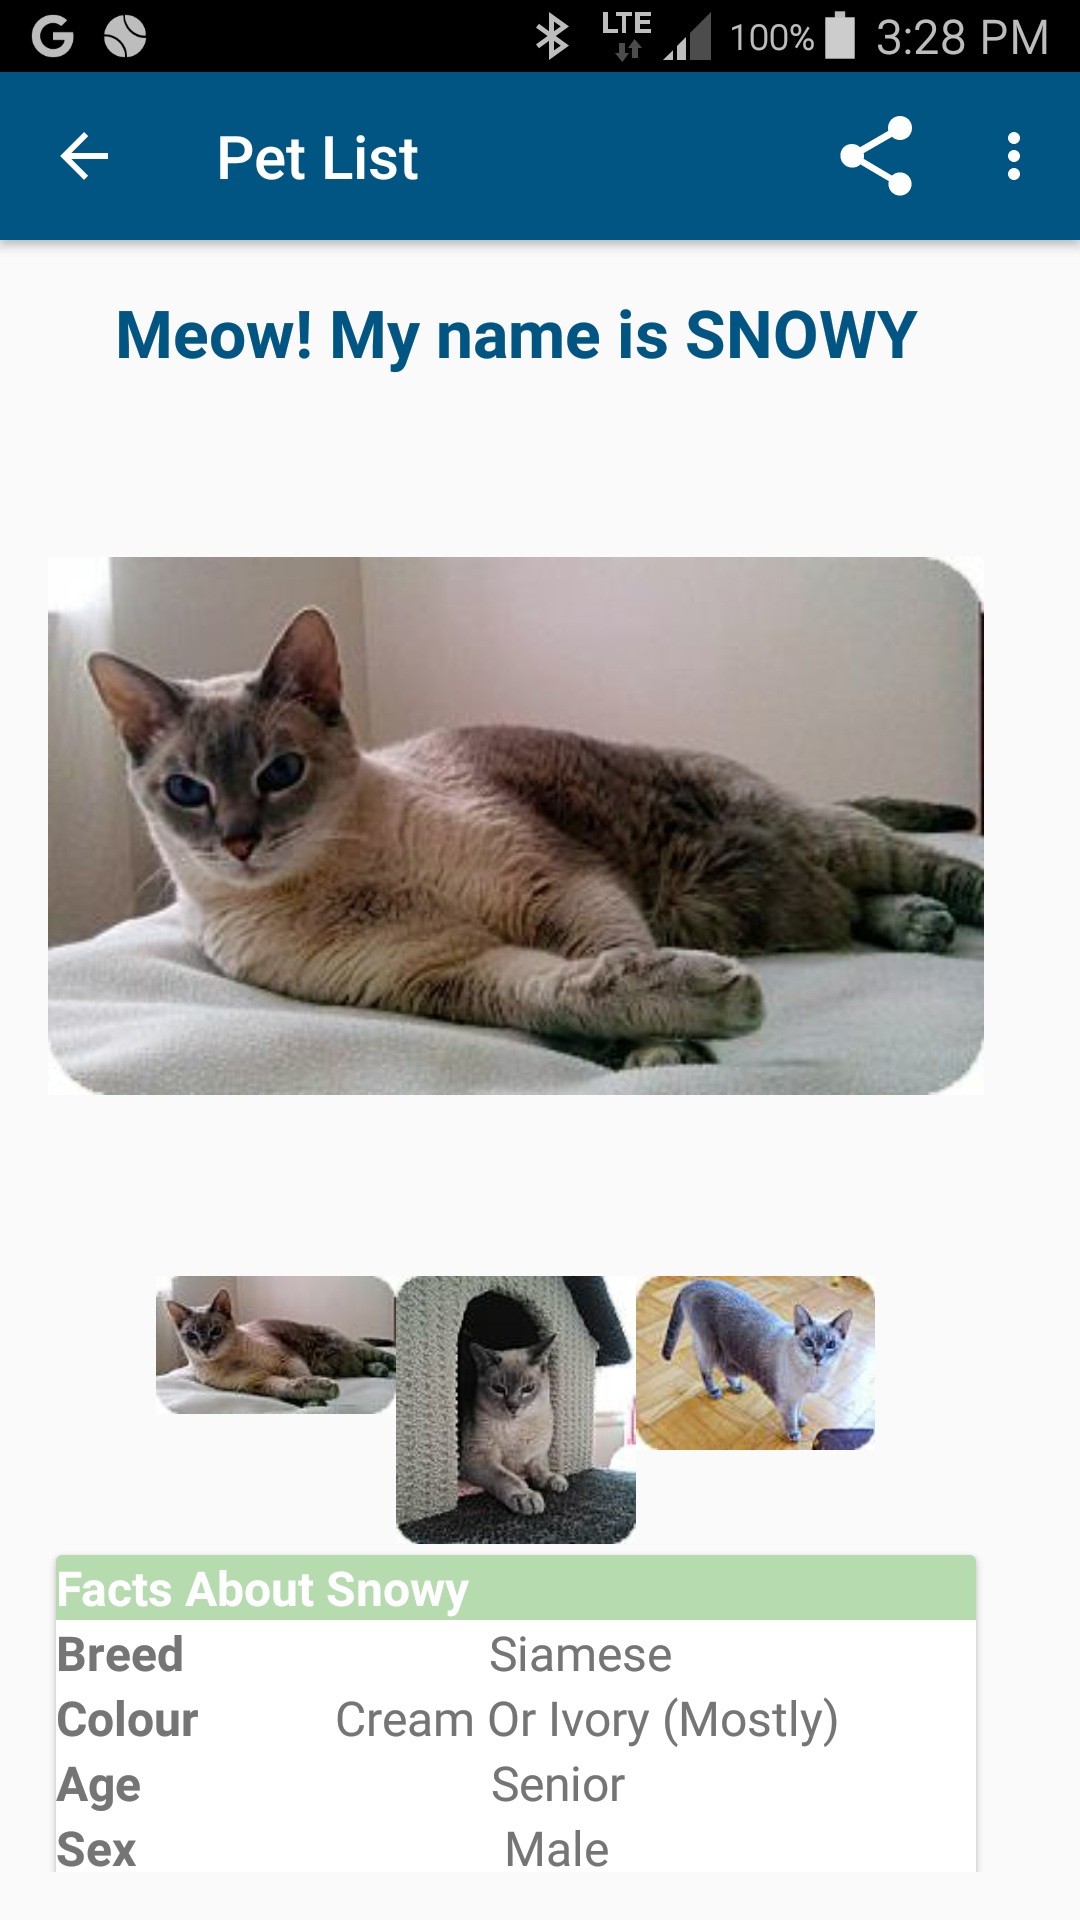 G LTE 100% 3:28 PM
Pet List
Meow! My name is SNOWY
Facts About Snowy
Breed Siamese
Colour Cream Or Ivory (Mostly)
Age Senior
Sex Male